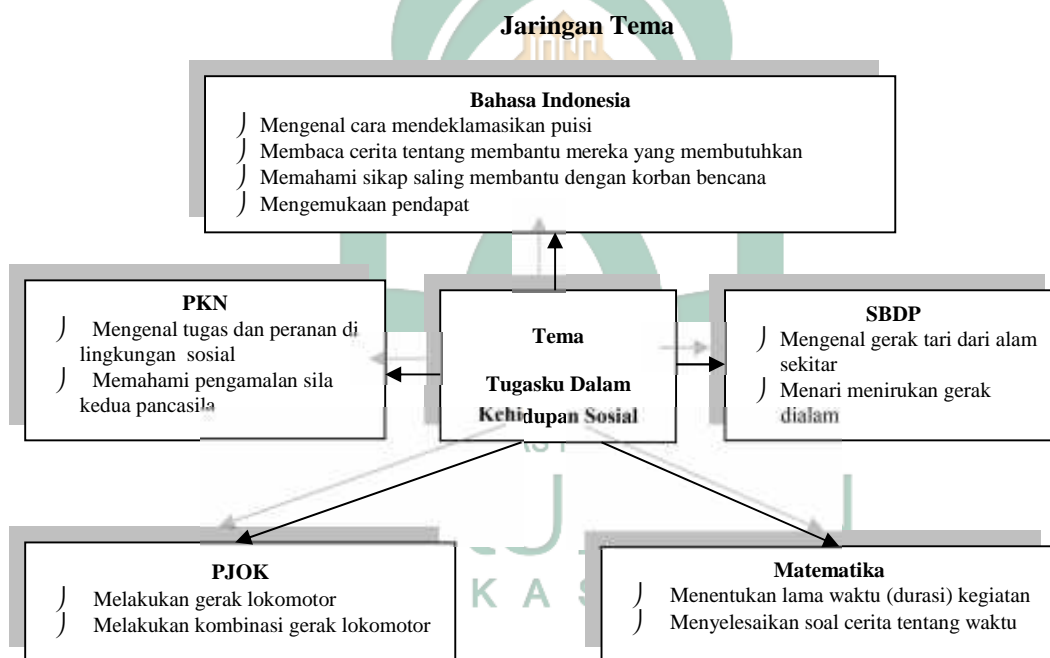 Jaringan Tema
Bahasa Indonesia
Mengenal cara mendeklamasikan puisi
Membaca cerita tentang membantu mereka yang membutuhkan
Memahami sikap saling membantu dengan korban bencana
Mengemukaan pendapat
PKN
Mengenal tugas dan peranan di
lingkungan sosial
Memahami pengamalan sila
kedua pancasila
Tema
Tugasku Dalam
Kehidupan Sosial
SBDP
Mengenal gerak tari dari alam
sekitar
Menari menirukan gerak
dialam
PJOK
Melakukan gerak lokomotor
Melakukan kombinasi gerak lokomotor
Matematika
Menentukan lama waktu (durasi) kegiatan
Menyelesaikan soal cerita tentang waktu